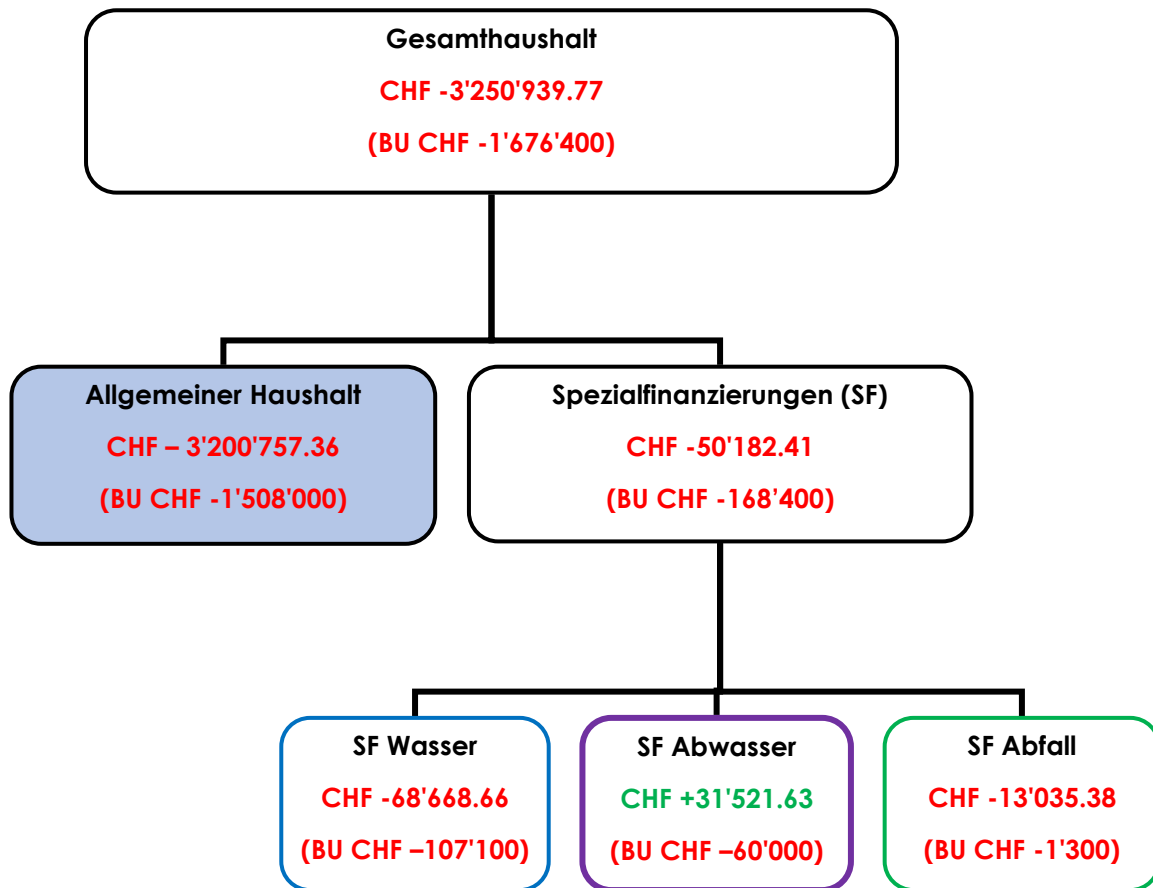 Gesamthaushalt
CHF -3'250'939.77
(BU CHF -1'676'400)
Allgemeiner Haushalt
CHF – 3'200'757.36
(BU CHF -1'508'000)
Spezialfinanzierungen (SF)
CHF -50'182.41
(BU CHF -168’400)
SF Wasser
CHF -68'668.66
(BU CHF –107'100)
SF Abwasser
CHF +31'521.63
(BU CHF –60'000)
SF Abfall
CHF -13'035.38
(BU CHF -1'300)